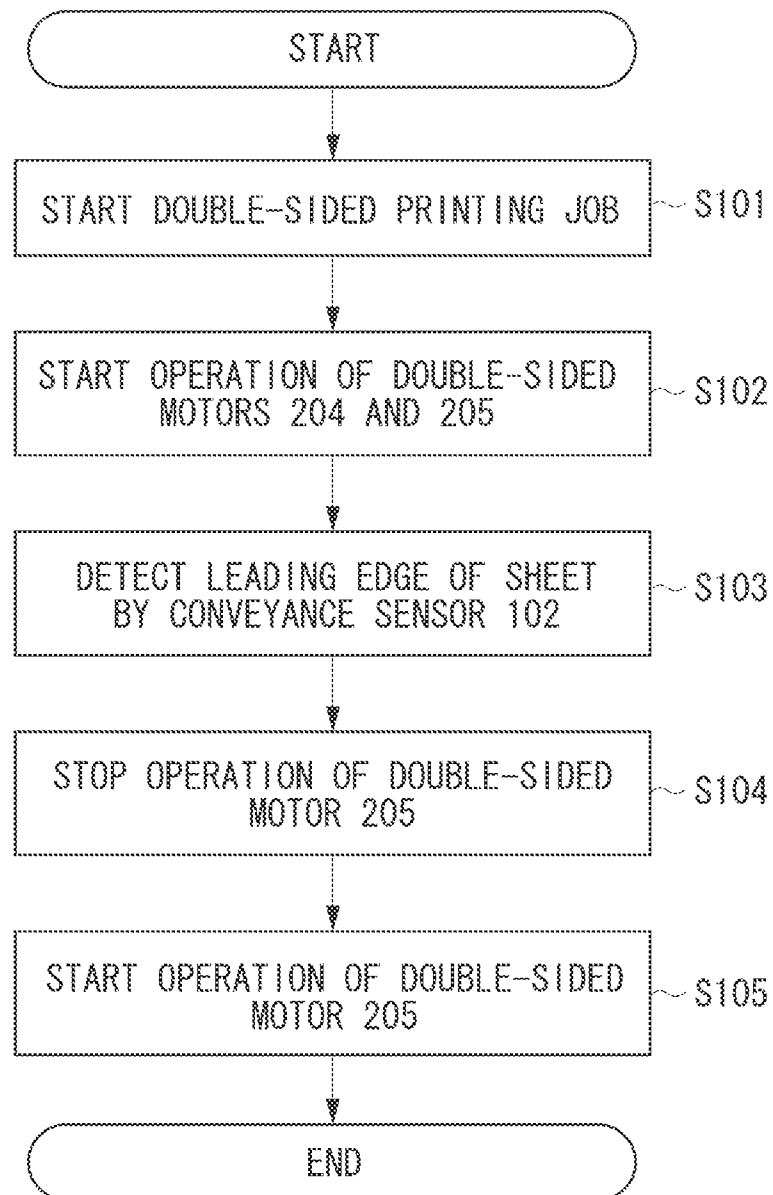 START
START DOUBLE-SIDED PRINTING JOB
S101
START OPERATION OF DOUBLE-SIDED
MOTORS 204 AND 205
S102
DETECT LEADING EDGE OF SHEET
BY CONVEYANCE SENSOR 102
S103
STOP OPERATION OF DOUBLE-SIDED
MOTOR 205
S104
START OPERATION OF DOUBLE-SIDED
MOTOR 205
S105
END